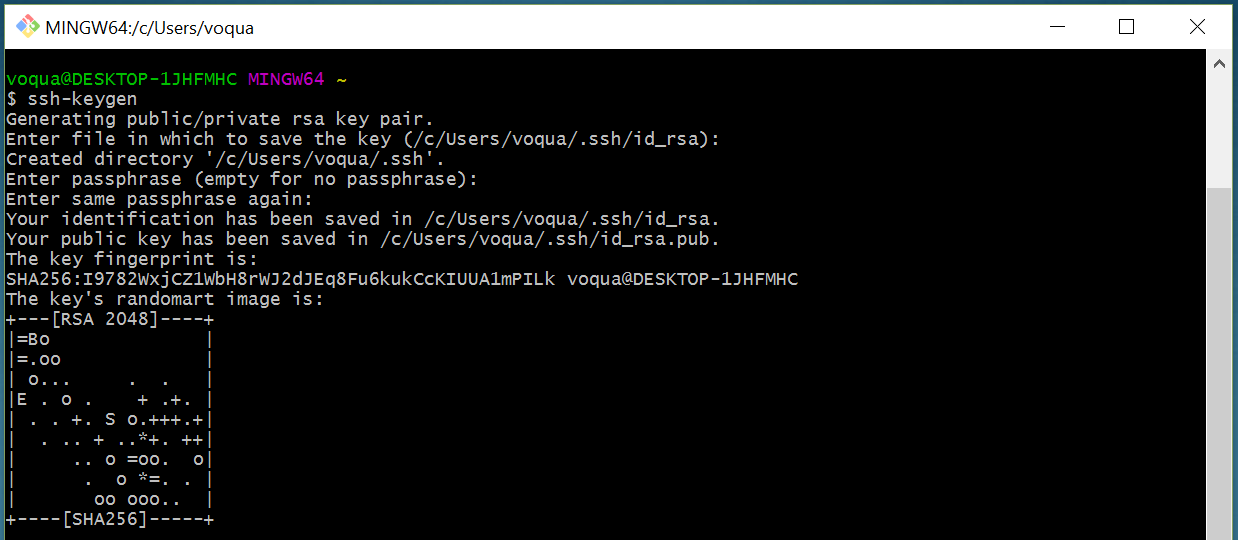 MINGW64:/c/Users/voqua
voqua@DESKTOP-1JHFMHC MINGW64 ~
$ ssh-keygen
Generating public/private rsa key pair.
Enter file in which to save the key (/c/Users/voqua/.ssh/id_rsa):
Created directory '/c/Users/voqua/.ssh'.
Enter passphrase (empty for no passphrase):
Enter same passphrase again:
Your identification has been saved in /c/Users/voqua/.ssh/id_rsa.
Your public key has been saved in /c/Users/voqua/.ssh/id_rsa.pub.
The key fingerprint is:
SHA256:I9782WxjCZ1WbH8rWJ2dJEq8Fu6kukCcKIUUA1mPILk voqua@DESKTOP-1JHFMHC
The key's randomart image is:
+---[RSA 2048]----+
|=Bo              |
|=.oo             |
| o...     .  .   |
|E . o .    + .+. |
| . . +. S o.+++.+|
|  . .. + ..*+. ++|
|     .. o =oo.  o|
|      .  o *=. . |
|       oo ooo..  |
+----[SHA256]-----+